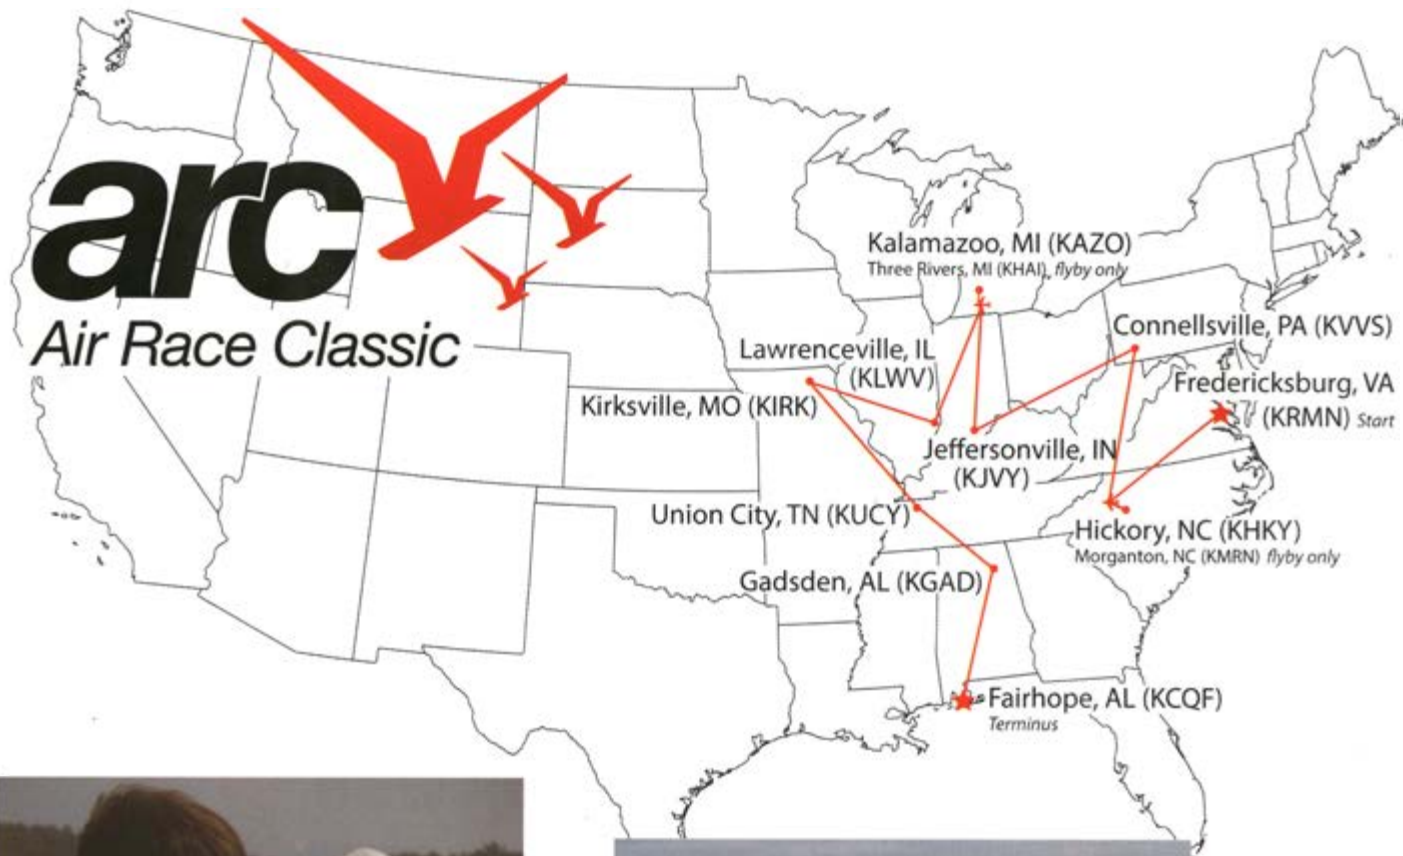 arc
Air Race Classic
Kalamazoo, MI (KAZO)
Three Rivers, MI (KHAI) flyby only
Connellsville, PA (KVVS)
Lawrenceville, IL
(KLWV)
Fredericksburg, VA
(KRMN) Start
Kirksville, MO (KIRK)
Jeffersonville, IN
(KJVY)
Union City, TN (KUCY)
Hickory, NC (KHKY)
Morganton, NC (KMRN) flyby only
Gadsden, AL (KGAD)
Fairhope, AL (KCQF)
Terminus